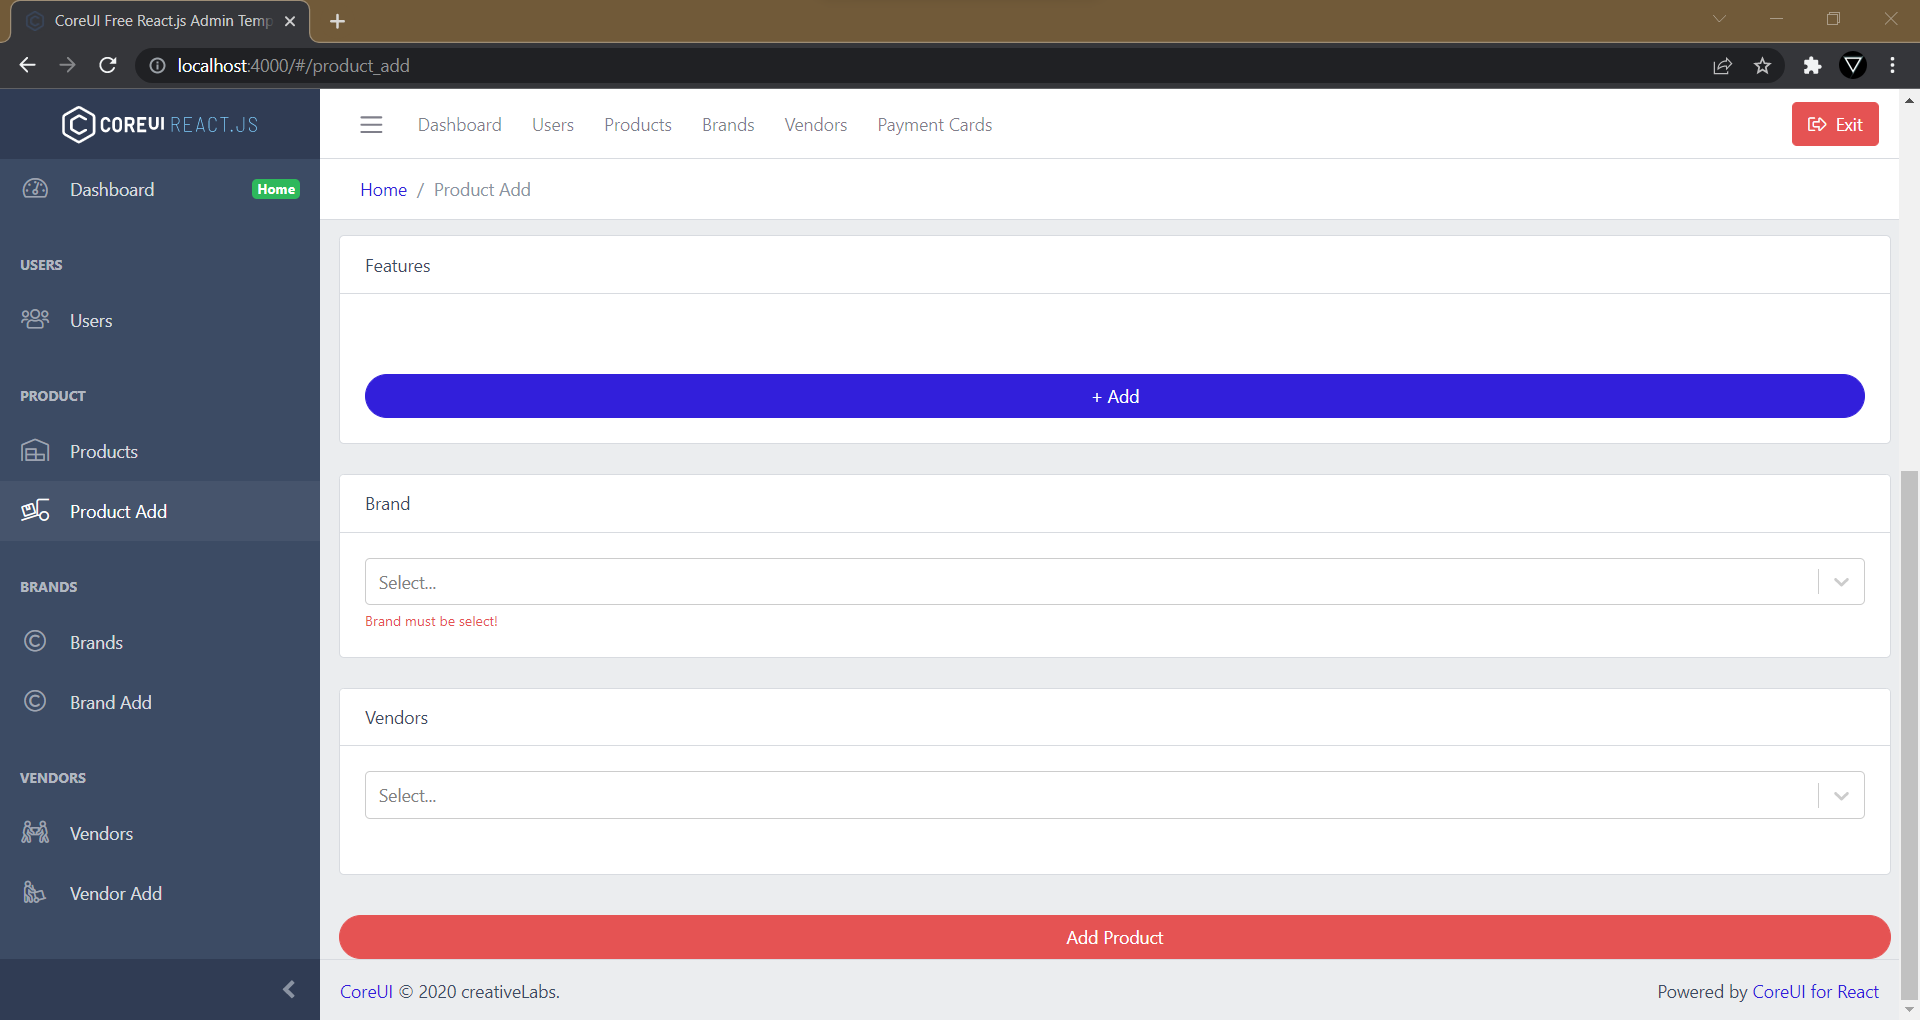 CoreUI Free React.js Admin Temp
localhost:4000/#/product_add
COREUI REACT.JS
Dashboard
Users
Products
Brands
Vendors
Payment Cards
Exit
Home / Product Add
Dashboard
Home
USERS
Users
PRODUCT
Products
Product Add
BRANDS
Brands
Brand Add
VENDORS
Vendors
Vendor Add
Features
+ Add
Brand
Select...
Brand must be select!
Vendors
Select...
Add Product
CoreUI © 2020 creativeLabs.
Powered by CoreUI for React